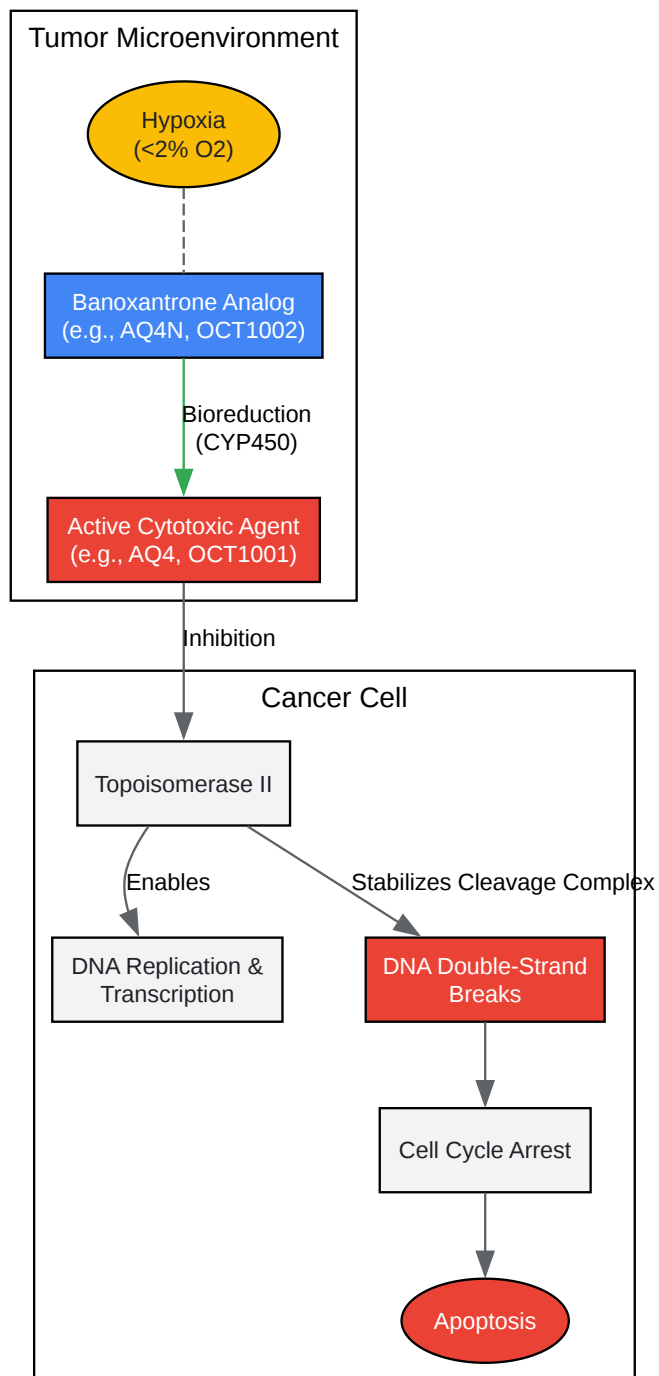 Tumor Microenvironment
Hypoxia
(<2% O2)
Banoxantrone Analog
(e.g., AQ4N, OCT1002)
Bioreduction
(CYP450)
Active Cytotoxic Agent
(e.g., AQ4, OCT1001)
Inhibition
Cancer Cell
Topoisomerase II
Enables
Stabilizes Cleavage Complex
DNA Replication &
Transcription
DNA Double-Strand
Breaks
Cell Cycle Arrest
Apoptosis